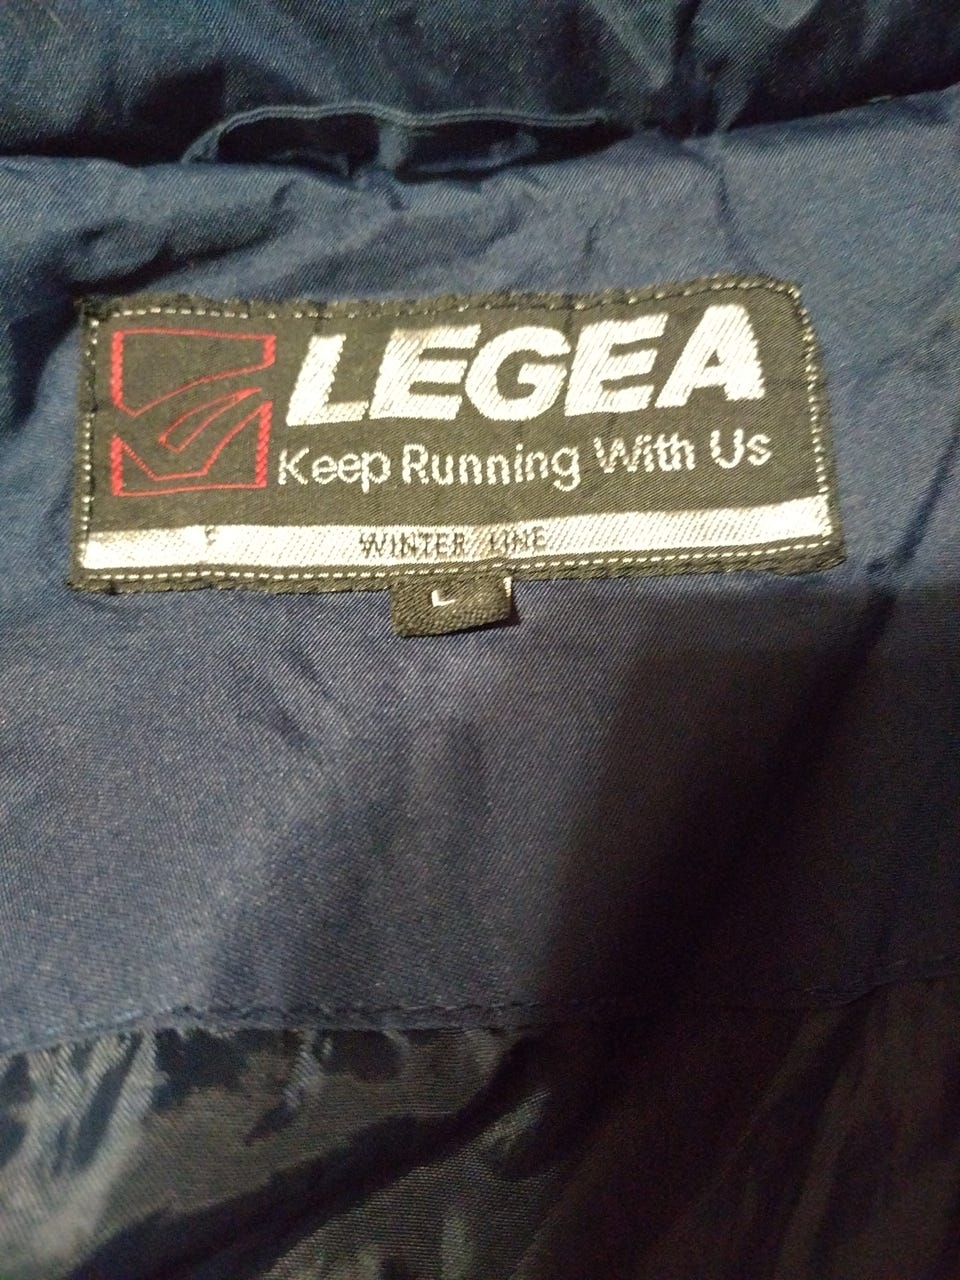 LEGEA
Keep Running With Us
WINTER LINE
L